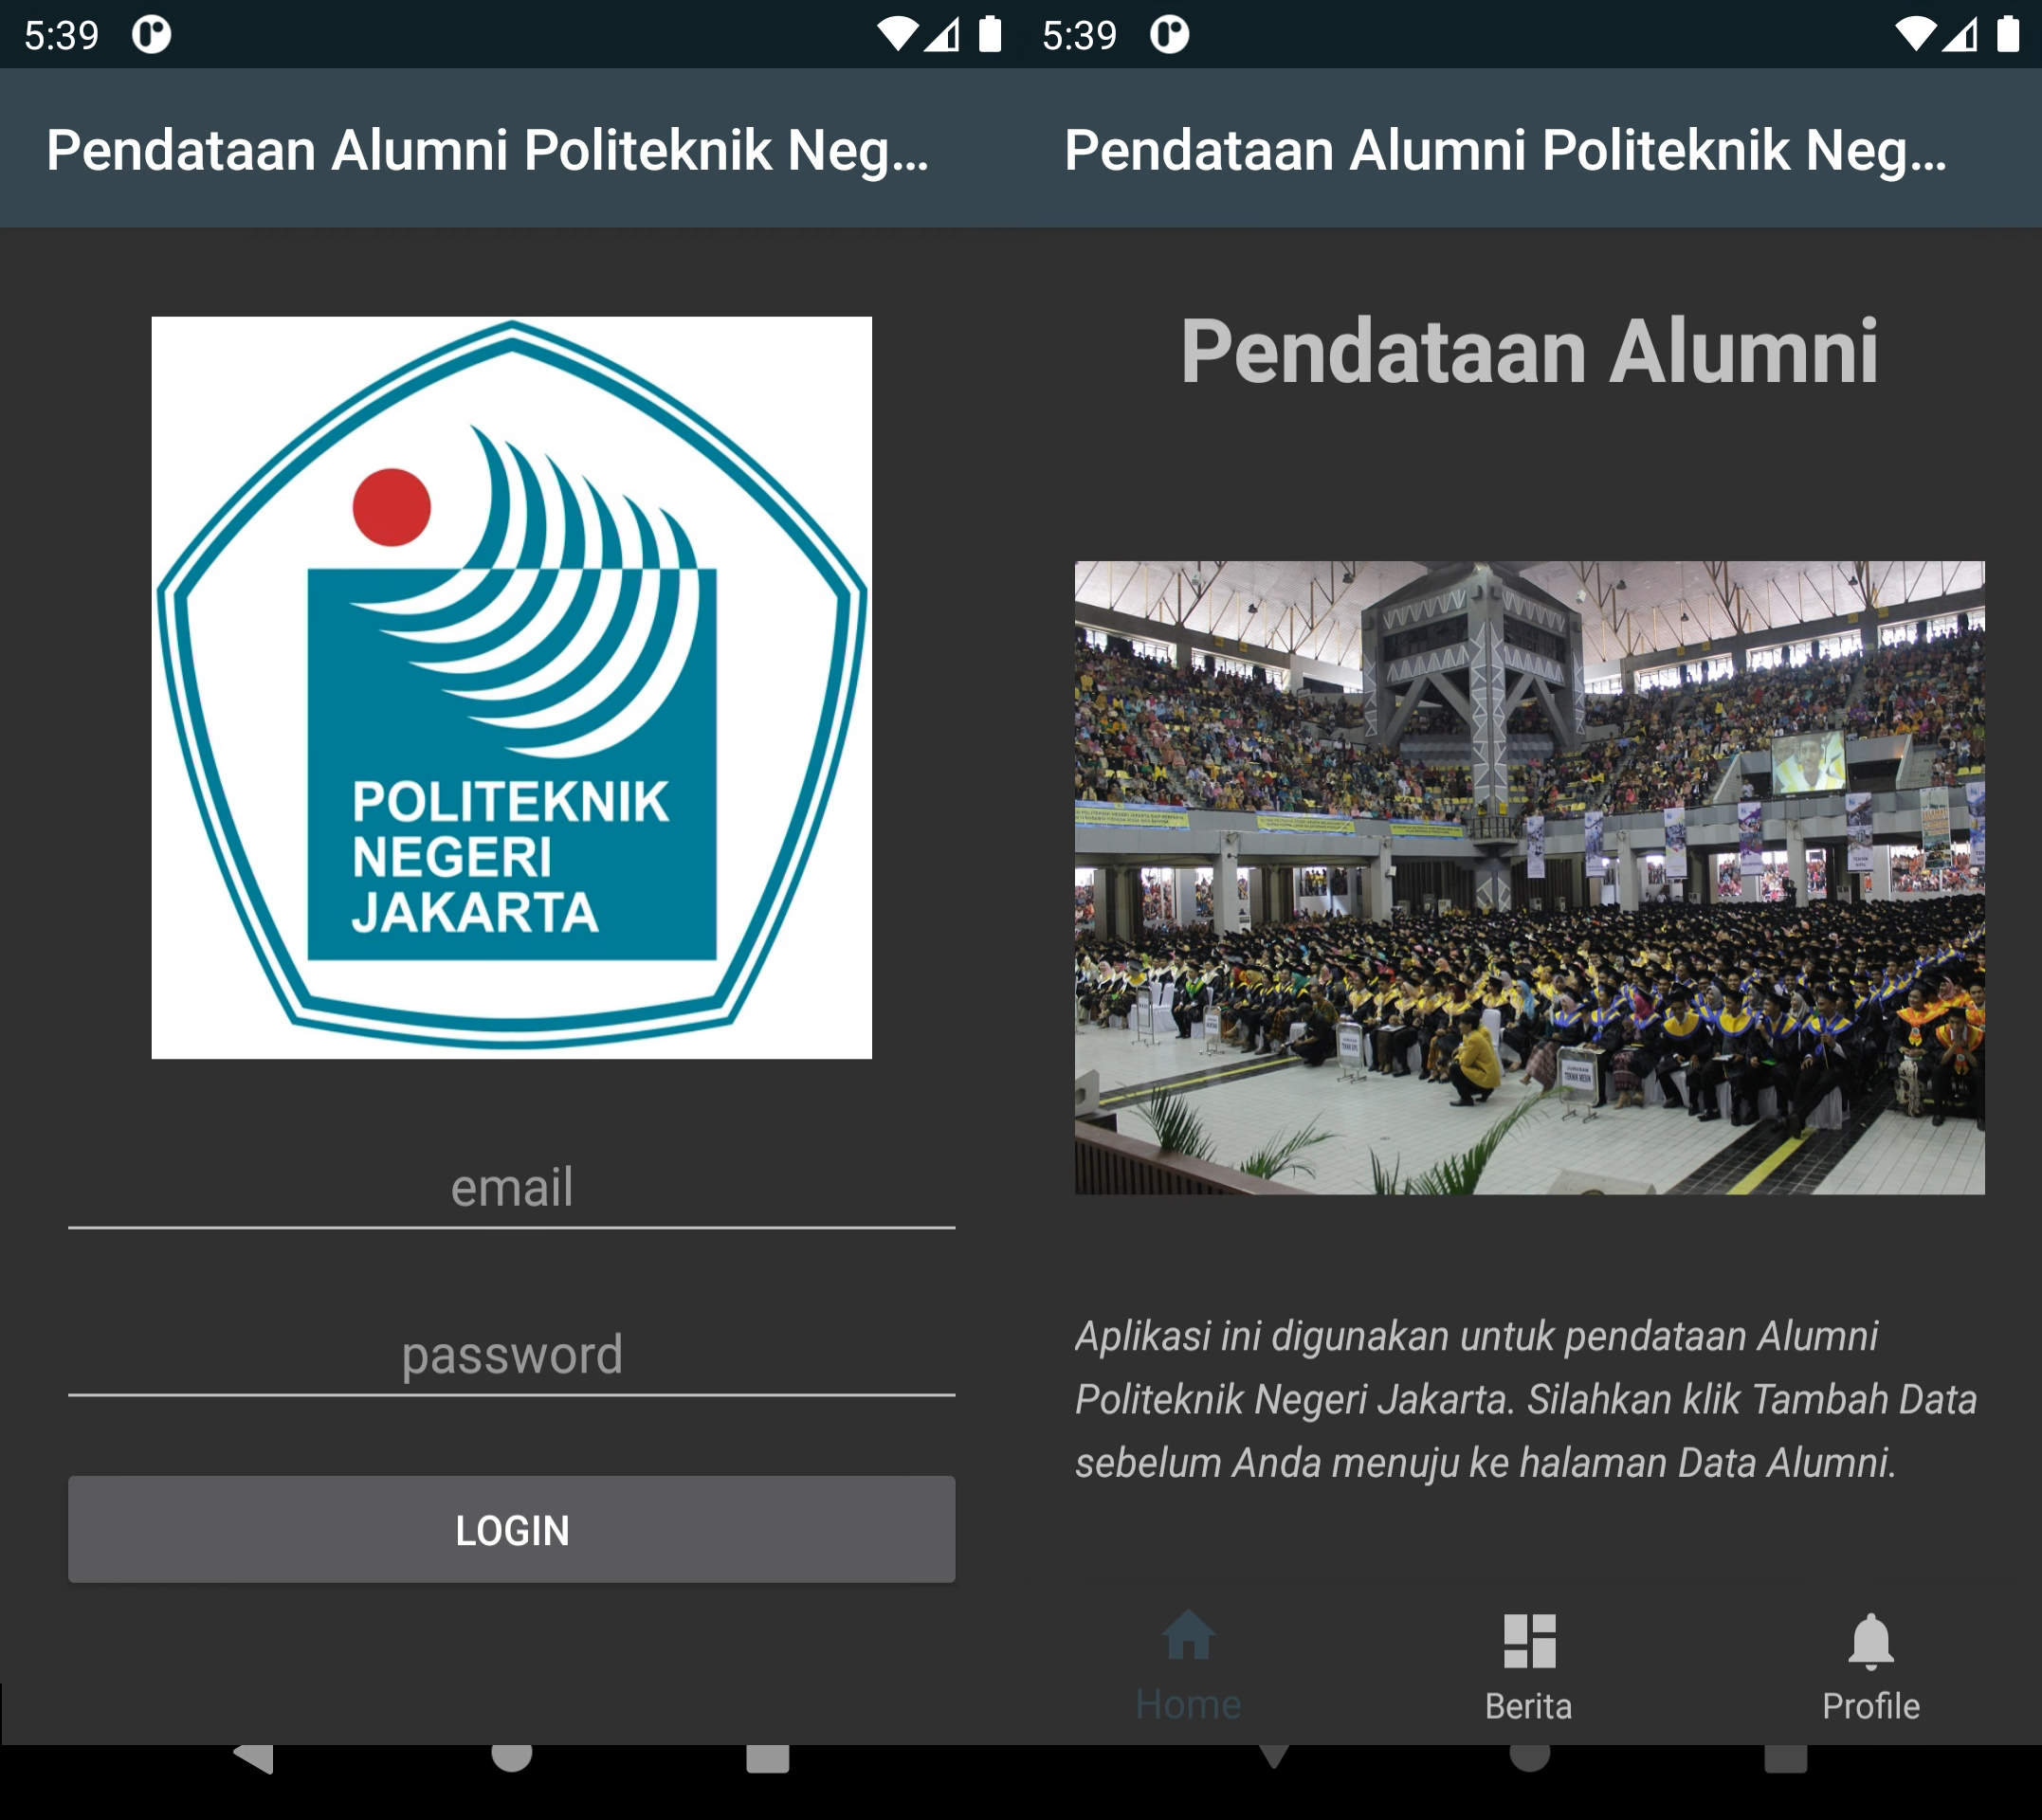 5:39
Pendataan Alumni Politeknik Neg...
POLITEKNIK
NEGERI
JAKARTA
email
password
LOGIN
5:39
Pendataan Alumni Politeknik Neg...
Pendataan Alumni
TEKNIK MESIN
Aplikasi ini digunakan untuk pendataan Alumni
Politeknik Negeri Jakarta. Silahkan klik Tambah Data
sebelum Anda menuju ke halaman Data Alumni.
Home
Berita
Profile